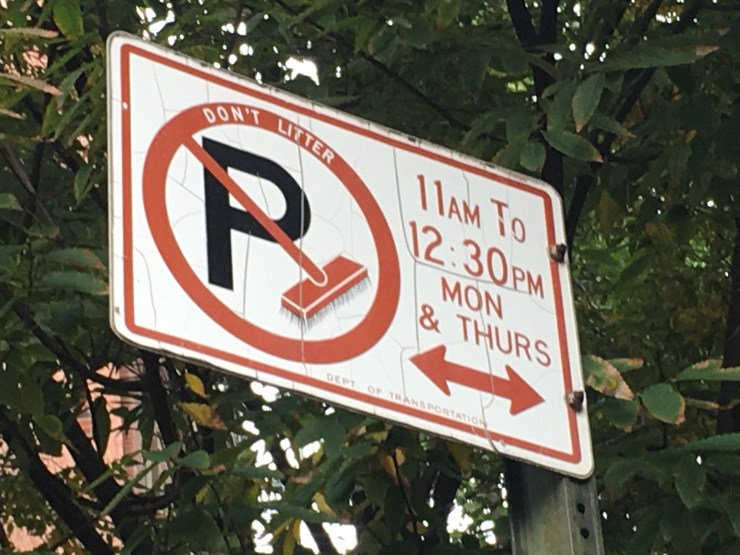 DON'T LITTER
P
11AM To
12:30PM
MON
& THURS
DEPT OF TRANSPORTATION